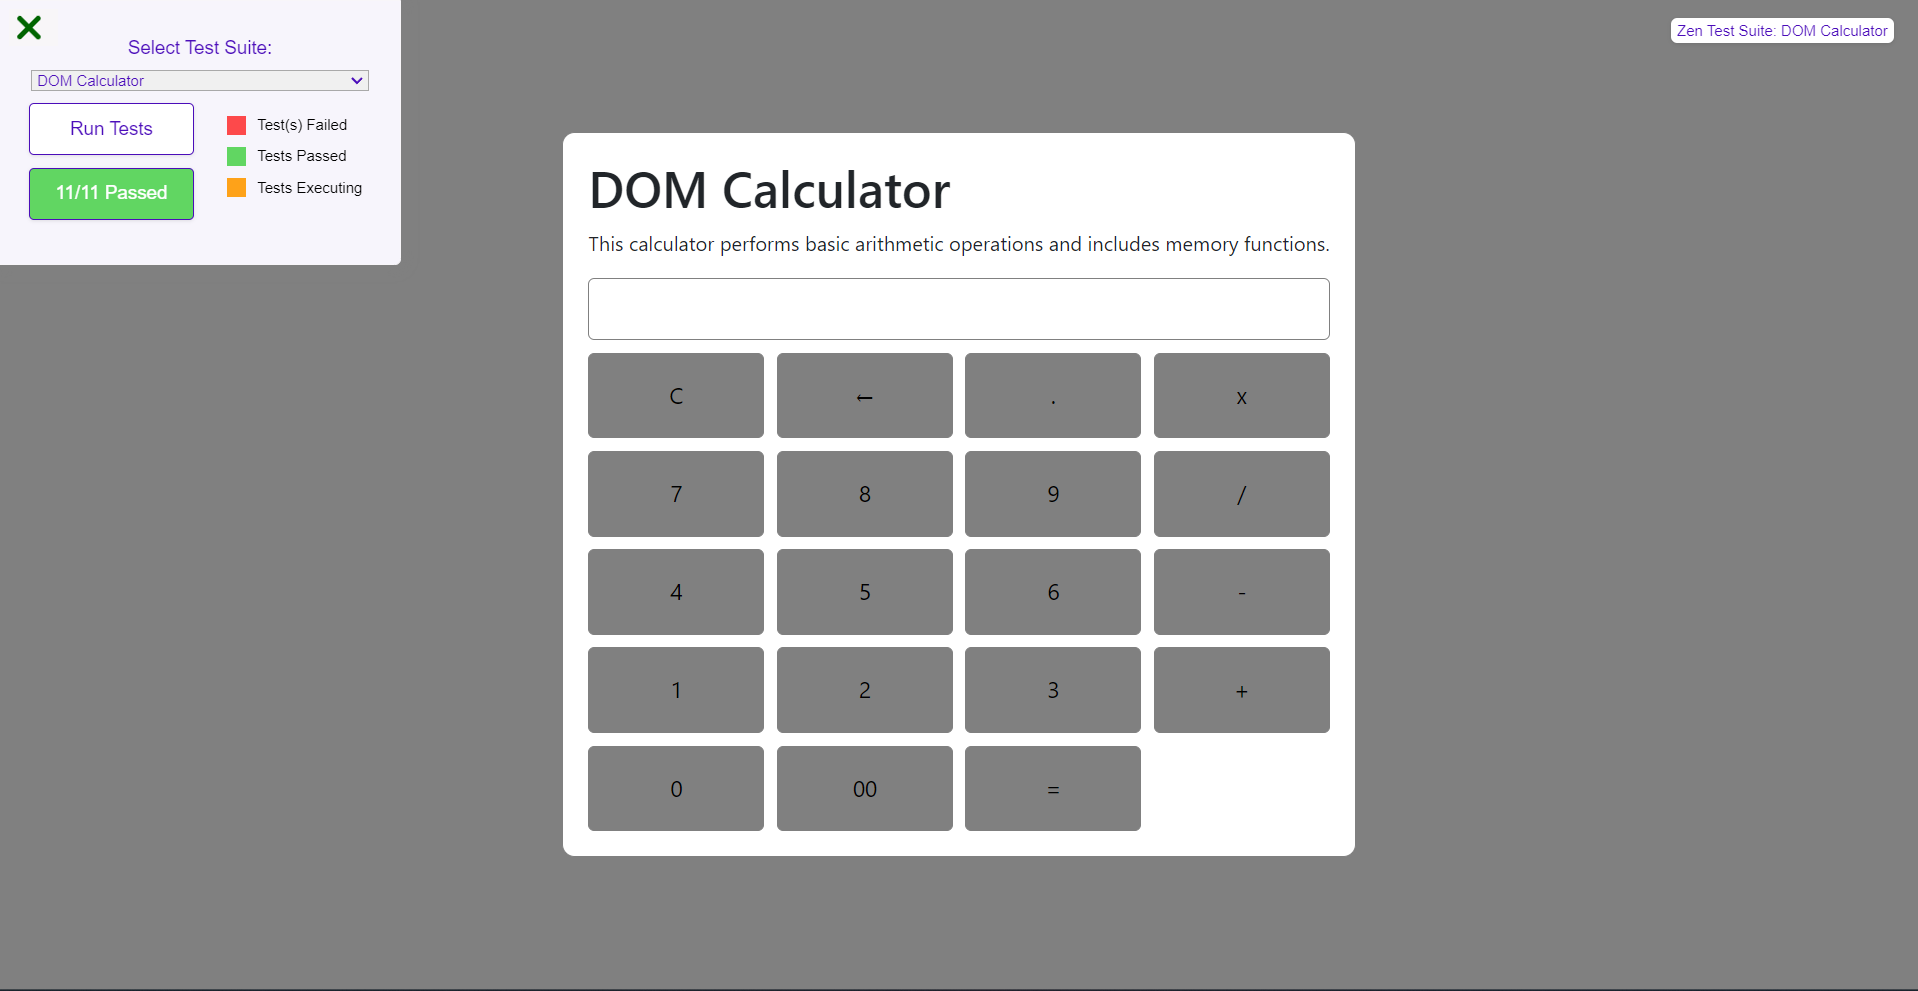 Select Test Suite:
DOM Calculator
Run Tests
11/11 Passed
Test(s) Failed
Tests Passed
Tests Executing
Zen Test Suite: DOM Calculator
DOM Calculator
This calculator performs basic arithmetic operations and includes memory functions.
C ← . x
7 8 9 /
4 5 6 -
1 2 3 +
0 00 =